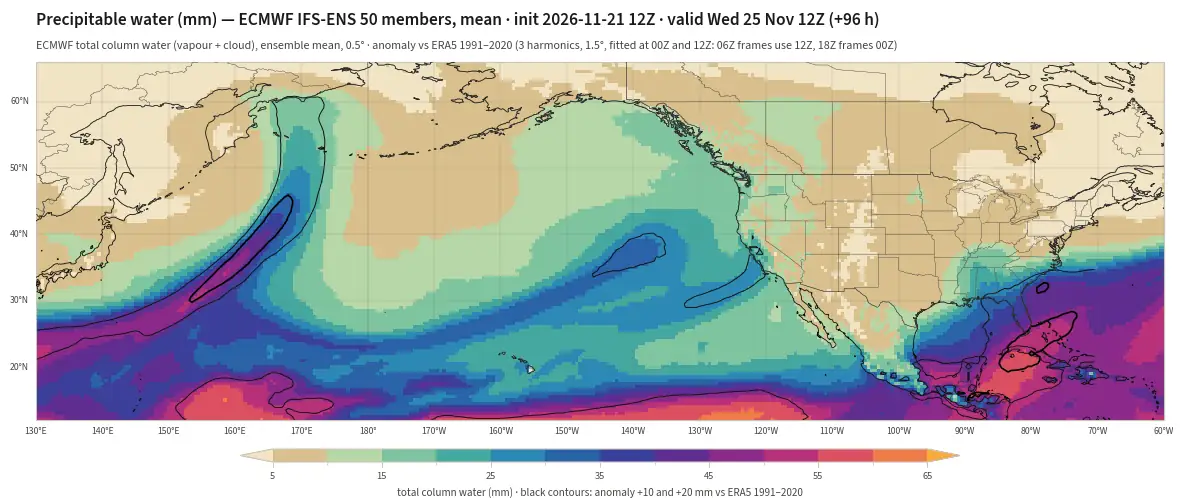 Precipitable water (mm) — ECMWF IFS-ENS 50 members, mean · init 2026-11-21 12Z · valid Wed 25 Nov 12Z (+96 h)
ECMWF total column water (vapour + cloud), ensemble mean, 0.5° · anomaly vs ERA5 1991–2020 (3 harmonics, 1.5°, fitted at 00Z and 12Z: 06Z frames use 12Z, 18Z frames 00Z)
60°N
50°N
40°N
30°N
20°N
130°E 140°E 150°E 160°E 170°E 180° 170°W 160°W 150°W 140°W 130°W 120°W 110°W 100°W 90°W 80°W 70°W 60°W
5 15 25 35 45 55 65
total column water (mm) · black contours: anomaly +10 and +20 mm vs ERA5 1991–2020